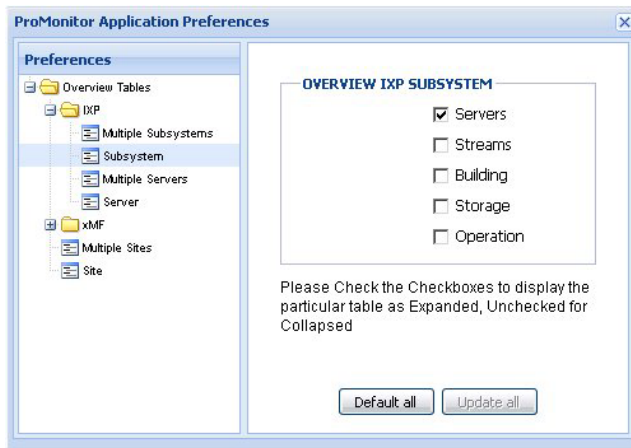 ProMonitor Application Preferences
Preferences
Overview Tables
IXP
Multiple Subsystems
Subsystem
Multiple Servers
Server
xMF
Multiple Sites
Site
OVERVIEW IXP SUBSYSTEM
Servers
Streams
Building
Storage
Operation
Please Check the Checkboxes to display the
particular table as Expanded, Unchecked for
Collapsed
Default all
Update all